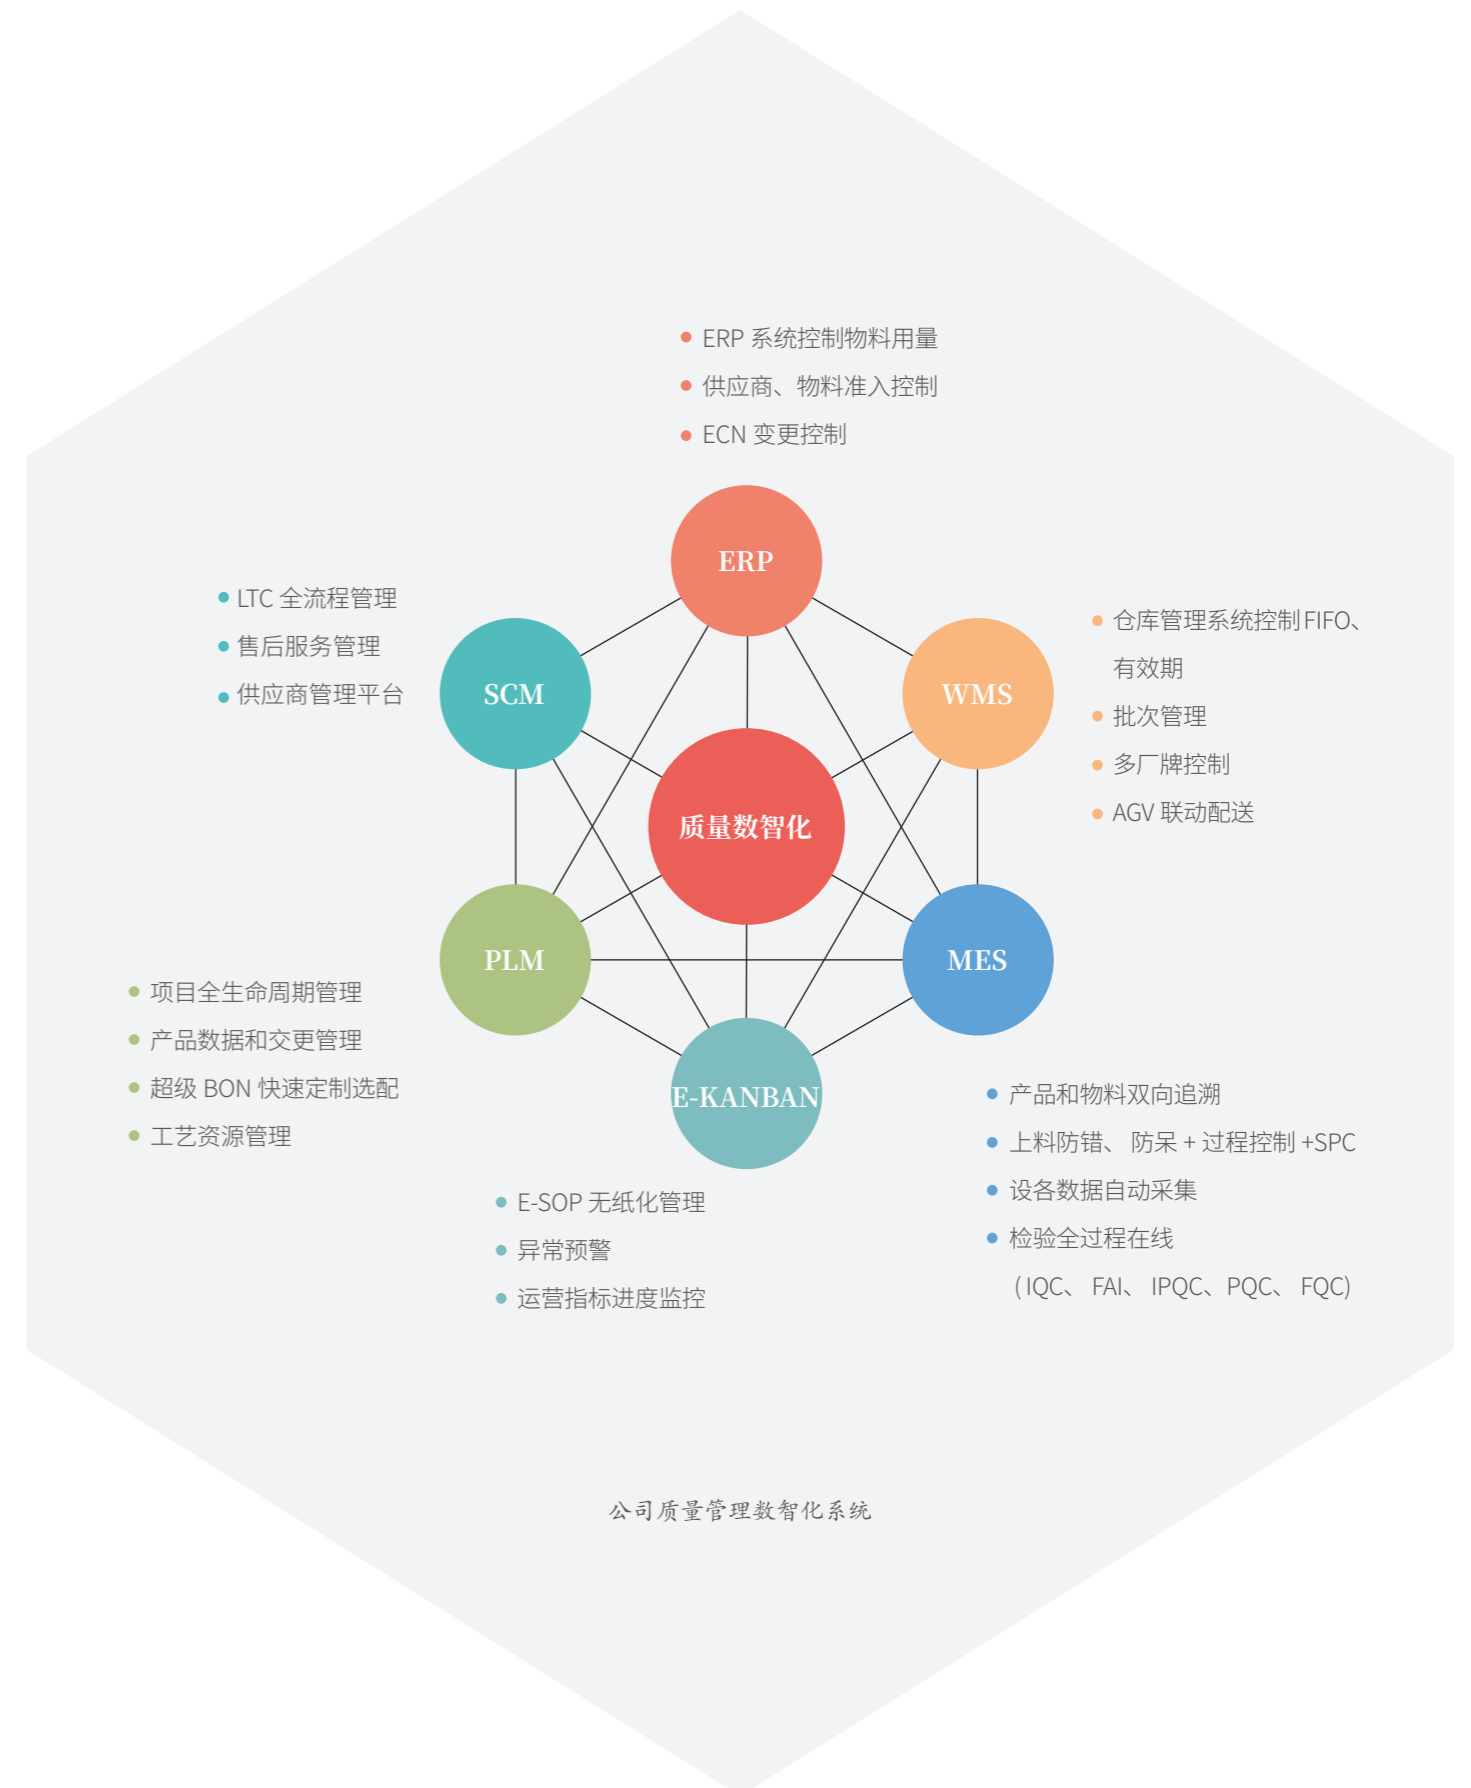 ERP 系统控制物料用量
供应商、物料准入控制
ECN 变更控制
ERP
LTC 全流程管理
售后服务管理
供应商管理平台
SCM
WMS
仓库管理系统控制FIFO、
有效期
批次管理
多厂牌控制
AGV 联动配送
质量数智化
PLM
MES
项目全生命周期管理
产品数据和交更管理
超级 BON 快速定制选配
工艺资源管理
E-KANBAN
产品和物料双向追溯
上料防错、 防呆 + 过程控制 +SPC
设各数据自动采集
检验全过程在线
( IQC、 FAI、 IPQC、PQC、 FQC)
E-SOP 无纸化管理
异常预警
运营指标进度监控
公司质量管理数智化系统